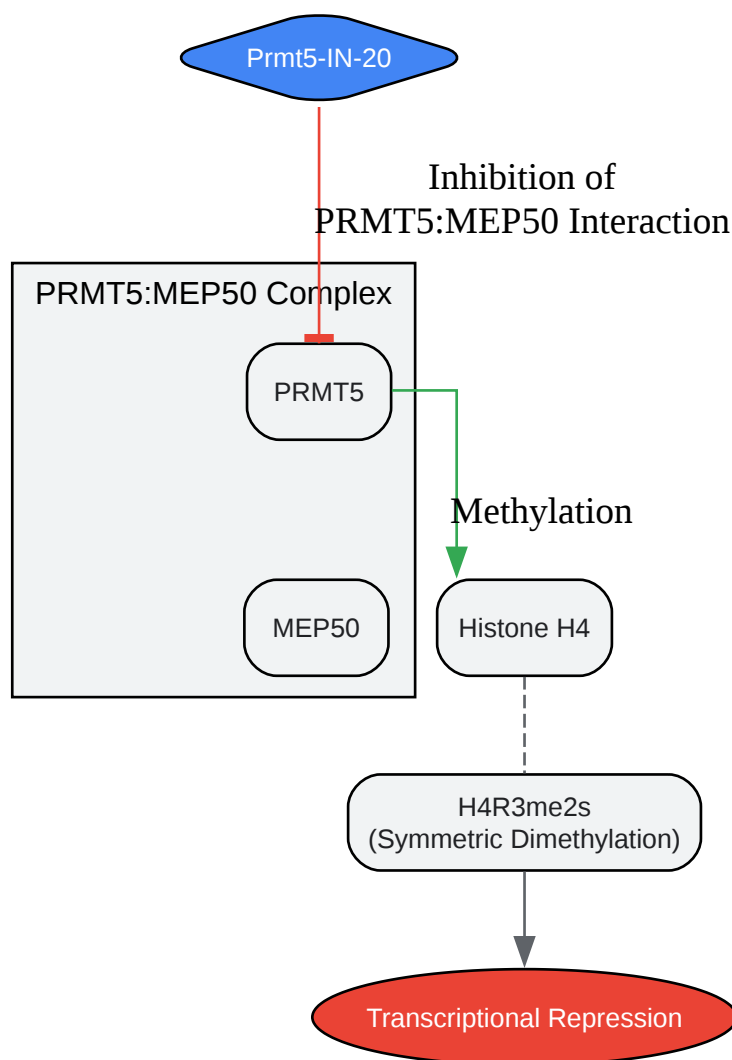 Prmt5-IN-20
Inhibition of
PRMT5:MEP50 Interaction
PRMT5:MEP50 Complex
PRMT5
Methylation
MEP50
Histone H4
H4R3me2s
(Symmetric Dimethylation)
Transcriptional Repression